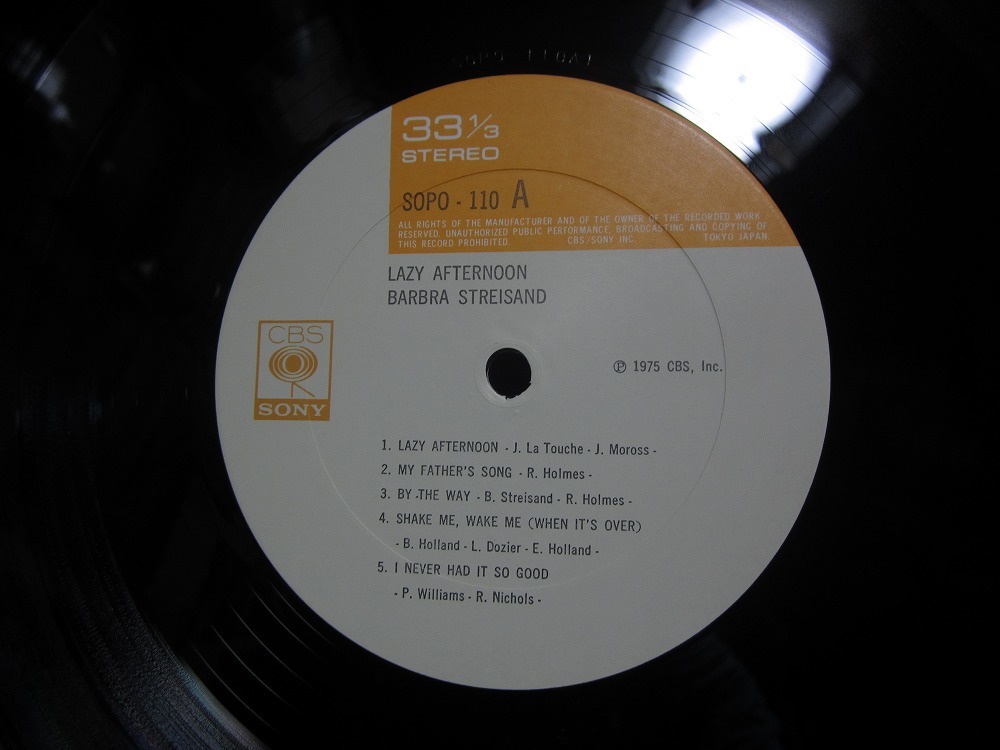 33 1/3
STEREO
SOPO - 110 A
ALL RIGHTS OF THE MANUFACTURER AND OF THE OWNER OF THE RECORDED WORK
RESERVED. UNAUTHORIZED PUBLIC PERFORMANCE, BROADCASTING AND COPYING OF
THIS RECORD PROHIBITED. CBS/SONY INC. TOKYO JAPAN.
LAZY AFTERNOON
BARBRA STREISAND
CBS
SONY
℗ 1975 CBS, Inc.
1. LAZY AFTERNOON - J. La Touche - J. Moross -
2. MY FATHER'S SONG - R. Holmes -
3. BY THE WAY - B. Streisand - R. Holmes -
4. SHAKE ME, WAKE ME (WHEN IT'S OVER)
- B. Holland - L. Dozier - E. Holland -
5. I NEVER HAD IT SO GOOD
- P. Williams - R. Nichols -